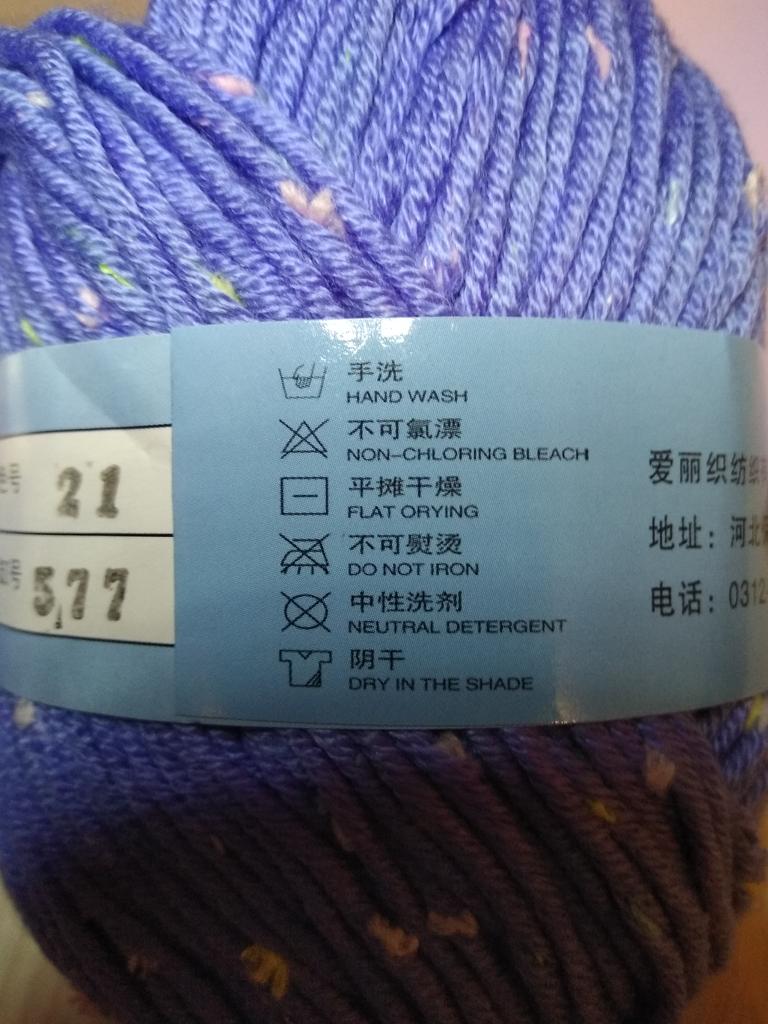 21
577
手洗
HAND WASH
不可氯漂
NON-CHLORING BLEACH
平摊干燥
FLAT ORYING
不可熨烫
DO NOT IRON
中性洗剂
NEUTRAL DETERGENT
阴干
DRY IN THE SHADE
爱丽织纺织
地址：河北
电话：0312-